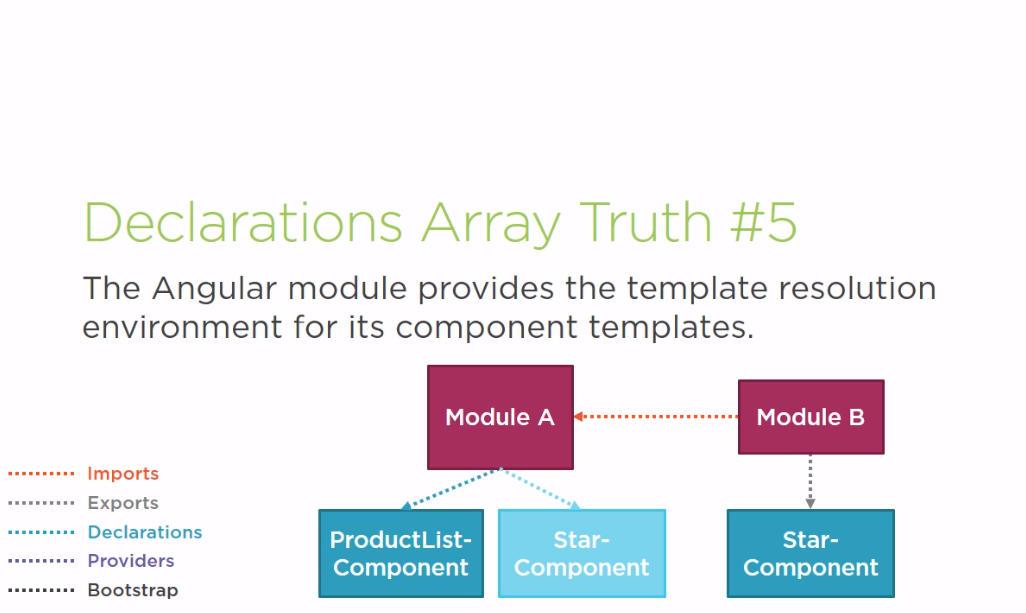 Declarations Array Truth #5
The Angular module provides the template resolution
environment for its component templates.
Module A
Module B
Imports
Exports
Declarations
Providers
Bootstrap
ProductList-
Component
Star-
Component
Star-
Component